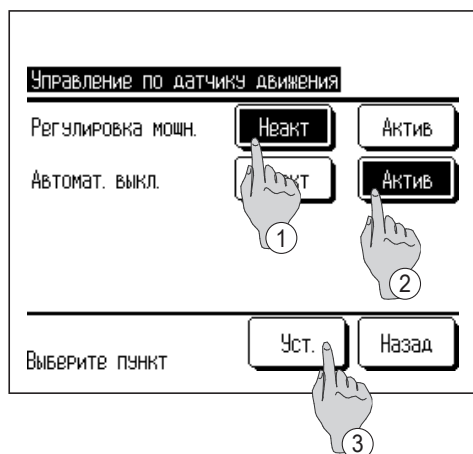 Управление по датчику движения
Регулировка мощн. Неакт Актив
Автомат. выкл. Актив
1
2
Выберите пункт Уст. Назад
3